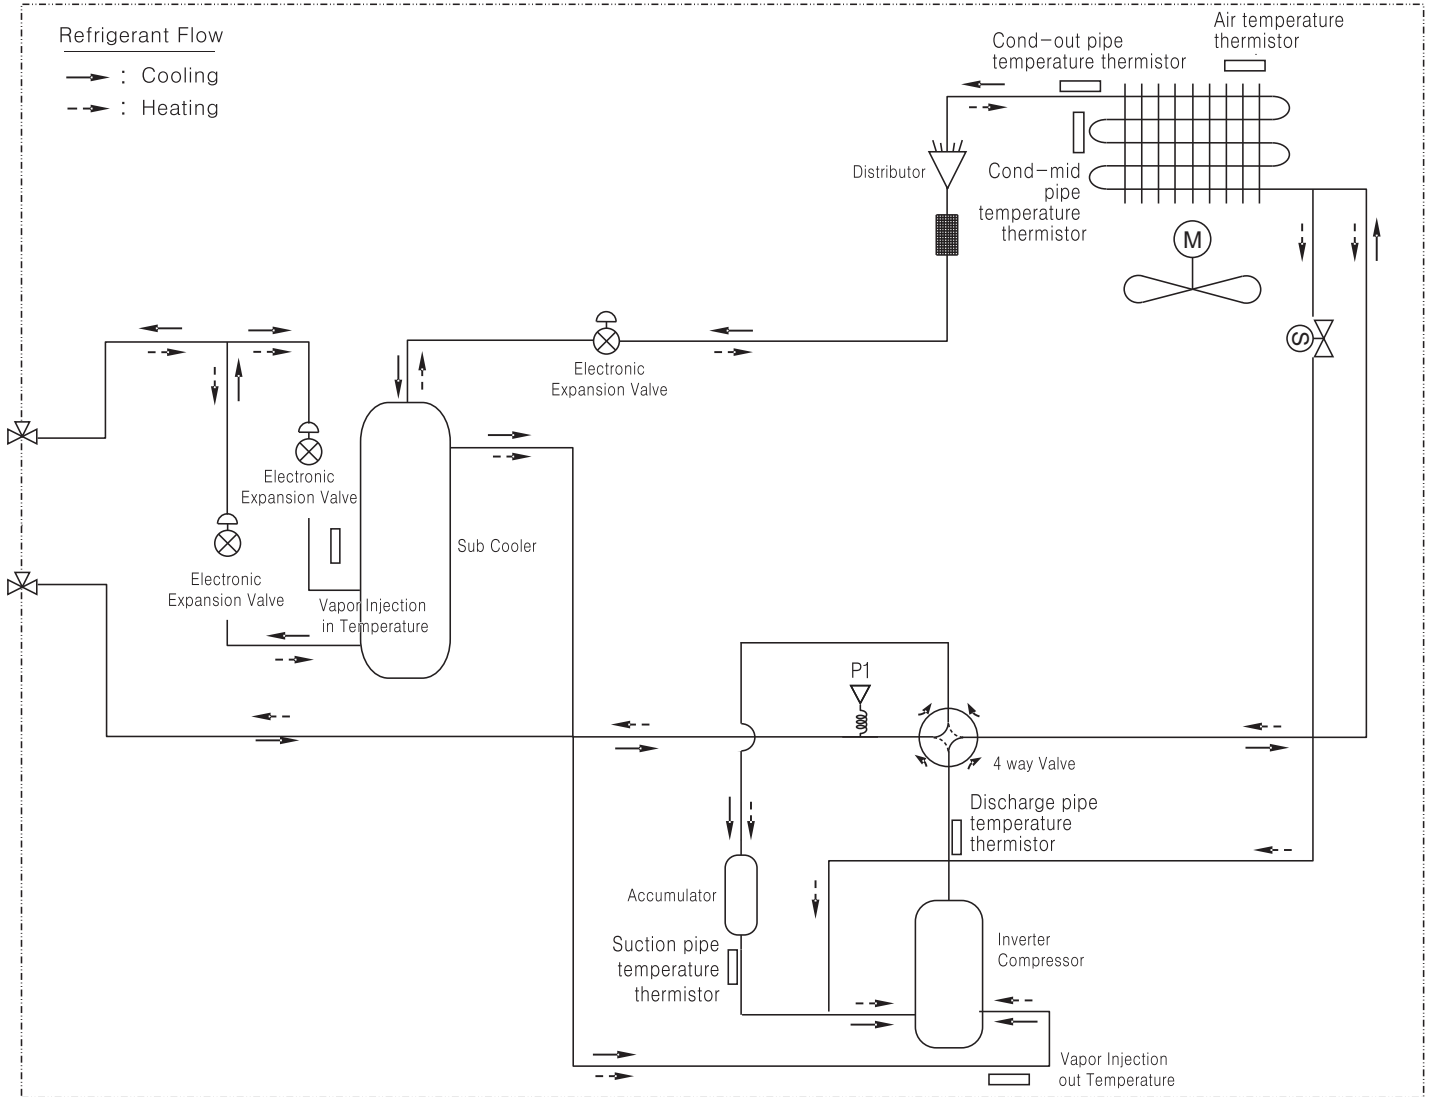 Refrigerant Flow
: Cooling
: Heating
Air temperature
thermistor
Cond-out pipe
temperature thermistor
Distributor
Cond-mid
pipe
temperature
thermistor
M
S
Electronic
Expansion Valve
Electronic
Expansion Valve
Sub Cooler
Electronic
Expansion Valve
Vapor Injection
in Temperature
P1
4 way Valve
Discharge pipe
temperature
thermistor
Accumulator
Suction pipe
temperature
thermistor
Inverter
Compressor
Vapor Injection
out Temperature